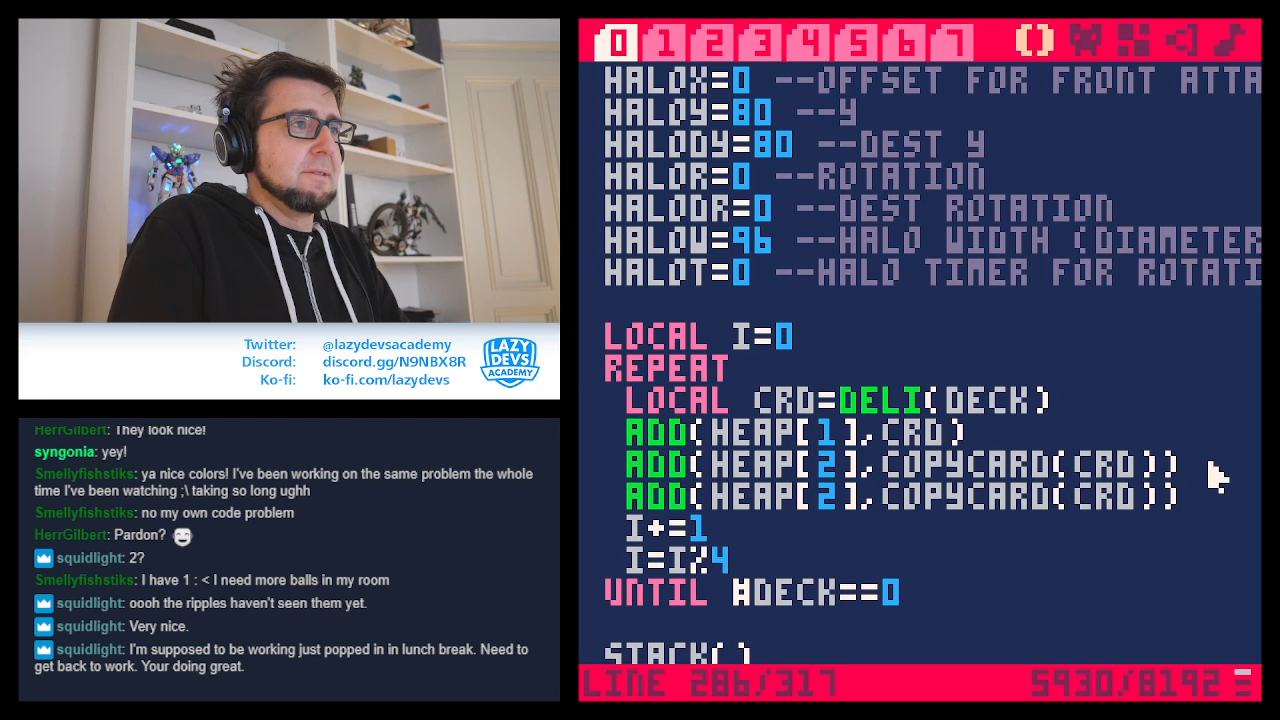 Twitter: @lazydevsacademy
Discord: discord.gg/N9NBX8R
Ko-fi: ko-fi.com/lazydevs
LAZY
DEVS
ACADEMY
HerrGilbert: They look nice!
syngonia: yey!
Smellyfishstiks: ya nice colors! I've been working on the same problem the whole
time I've been watching ;\ taking so long ughh
Smellyfishstiks: no my own code problem
HerrGilbert: Pardon?
squidlight: 2?
Smellyfishstiks: I have 1 : < I need more balls in my room
squidlight: oooh the ripples haven't seen them yet.
squidlight: Very nice.
squidlight: I'm supposed to be working just popped in in lunch break. Need to
get back to work. Your doing great.
0 1 2 3 4 5 6 7 ()
HALOX=0 --OFFSET FOR FRONT ATTA
HALOY=80 --Y
HALODY=80 --DEST Y
HALOR=0 --ROTATION
HALODR=0 --DEST ROTATION
HALOW=96 --HALO WIDTH (DIAMETER
HALOT=0 --HALO TIMER FOR ROTATI
LOCAL I=0
REPEAT
LOCAL CRD=DELI(DECK)
ADD(HEAP[1],CRD)
ADD(HEAP[2],COPYCARD(CRD))
ADD(HEAP[2],COPYCARD(CRD))
I+=1
I=I%4
UNTIL #DECK==0
STACK()
LINE 286/317 5930/8192